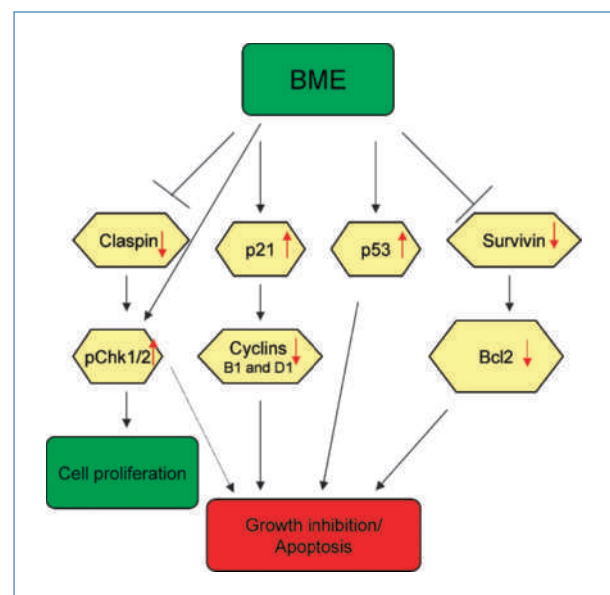 BME
Claspin
p21
p53
Survivin
pChk1/2
Cyclins
B1 and D1
Bcl2
Cell proliferation
Growth inhibition/
Apoptosis